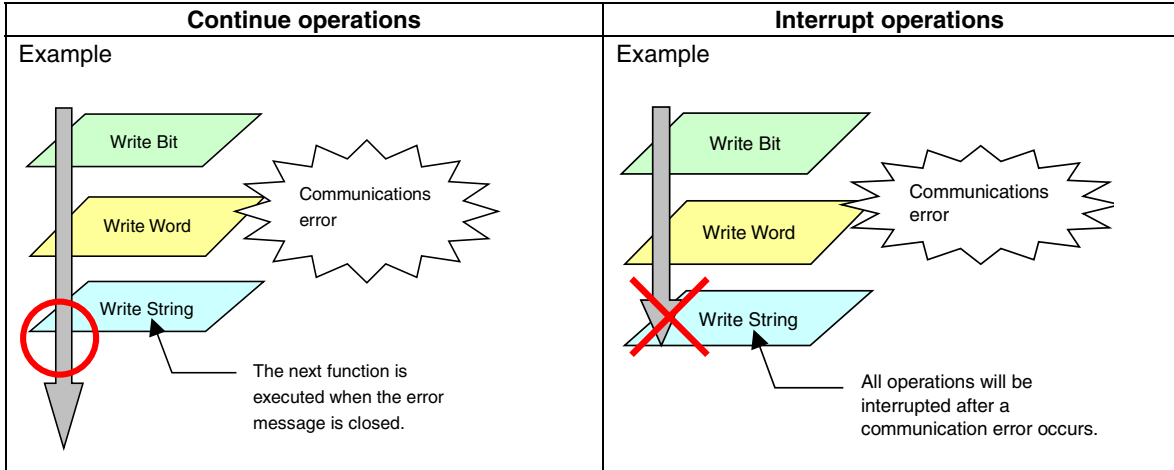 Continue operations
Example
Write Bit
Communications
error
Write Word
Write String
The next function is
executed when the error
message is closed.
Interrupt operations
Example
Write Bit
Communications
error
Write Word
Write String
All operations will be
interrupted after a
communication error occurs.